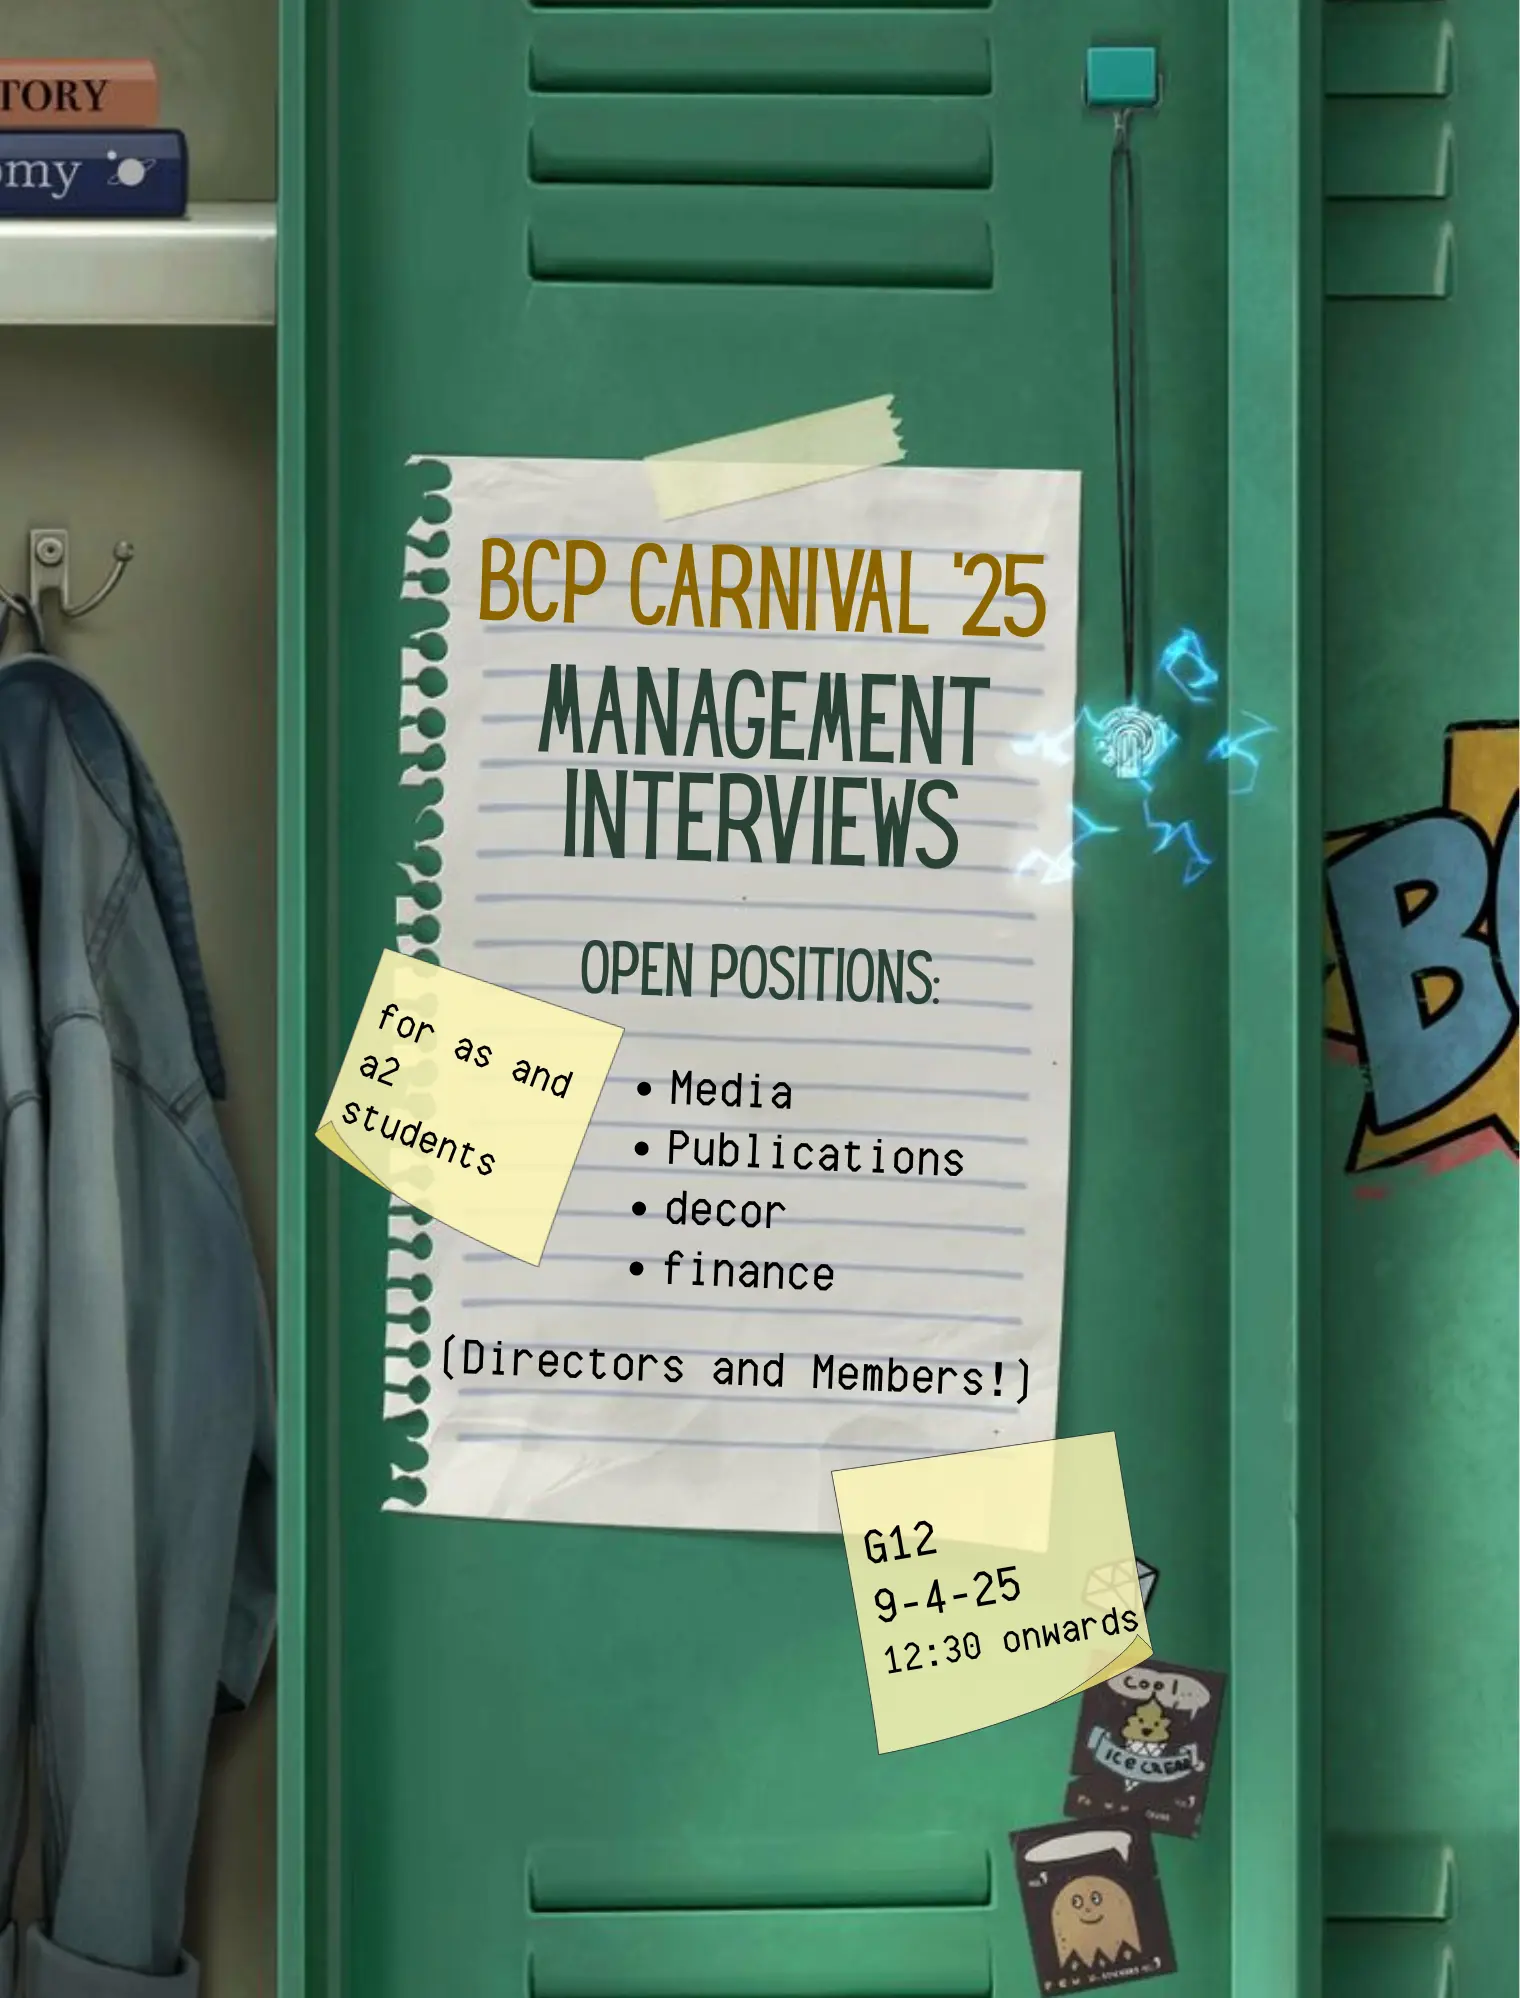 TORY
omy
BCP CARNIVAL '25
MANAGEMENT
INTERVIEWS
OPEN POSITIONS:
for as and
a2
students
• Media
• Publications
• decor
• finance
(Directors and Members!)
G12
9-4-25
12:30 onwards
Cool...
ICE CREAM
B